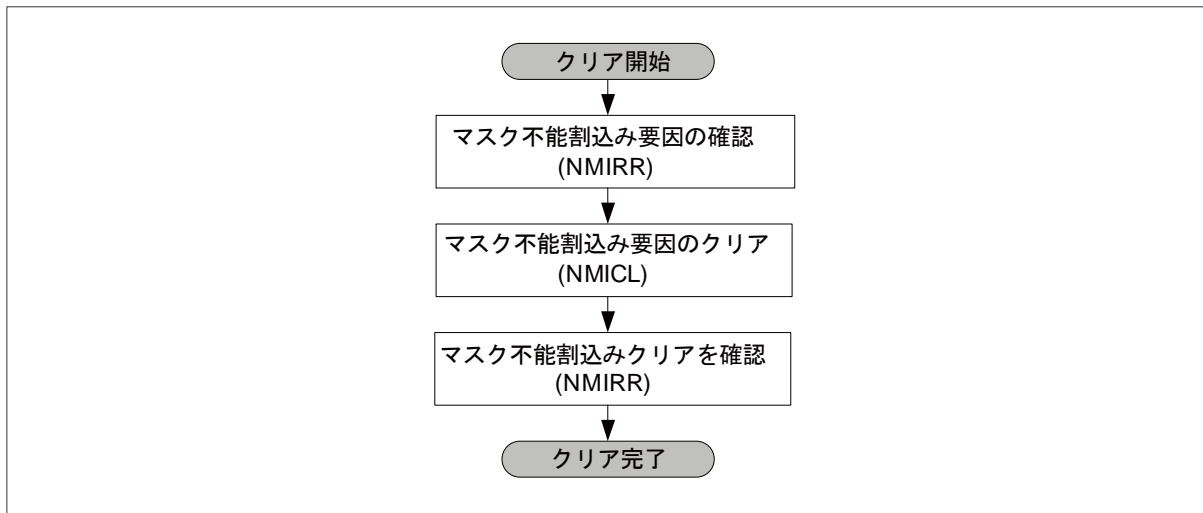 クリア開始
マスク不能割込み要因の確認
(NMIRR)
マスク不能割込み要因のクリア
(NMICL)
マスク不能割込みクリアを確認
(NMIRR)
クリア完了